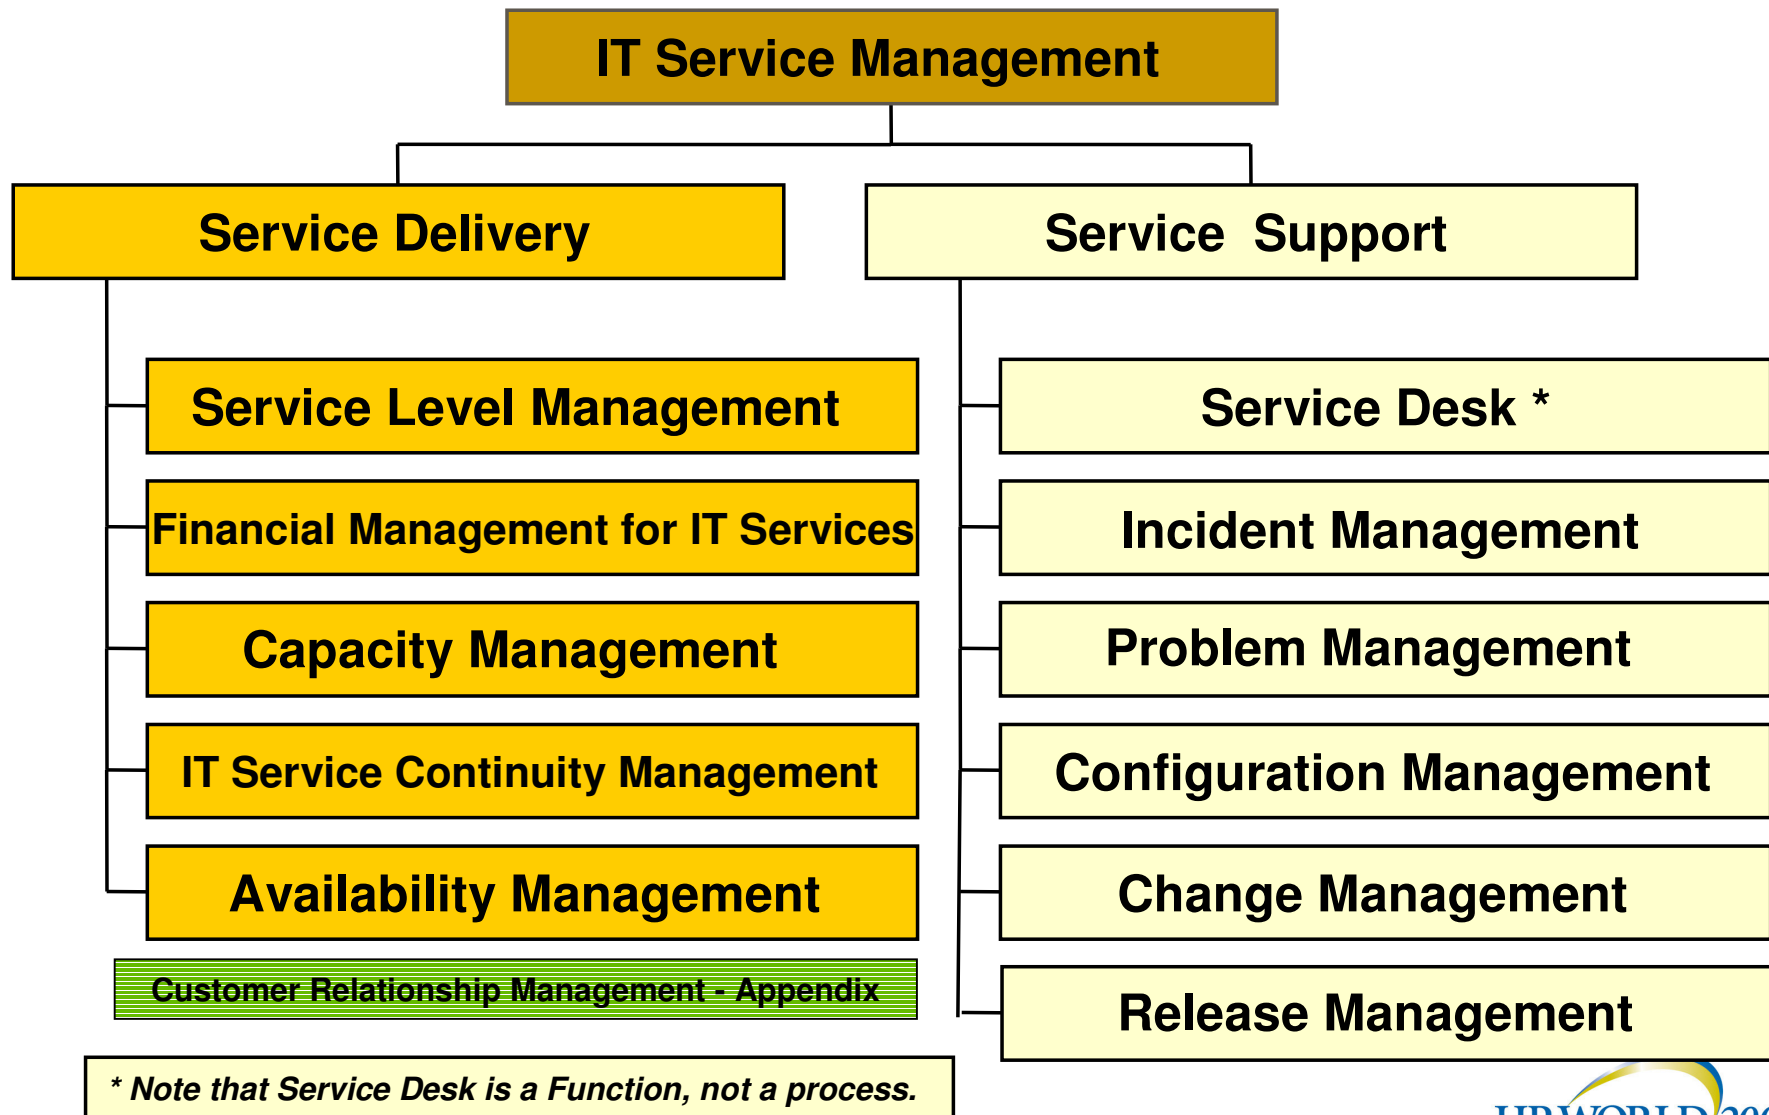 IT Service Management
Service Delivery
Service Support
Service Level Management
Financial Management for IT Services
Capacity Management
IT Service Continuity Management
Availability Management
Customer Relationship Management - Appendix
Service Desk *
Incident Management
Problem Management
Configuration Management
Change Management
Release Management
* Note that Service Desk is a Function, not a process.